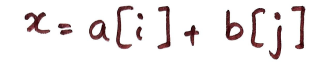 x = a[i] + b[j]